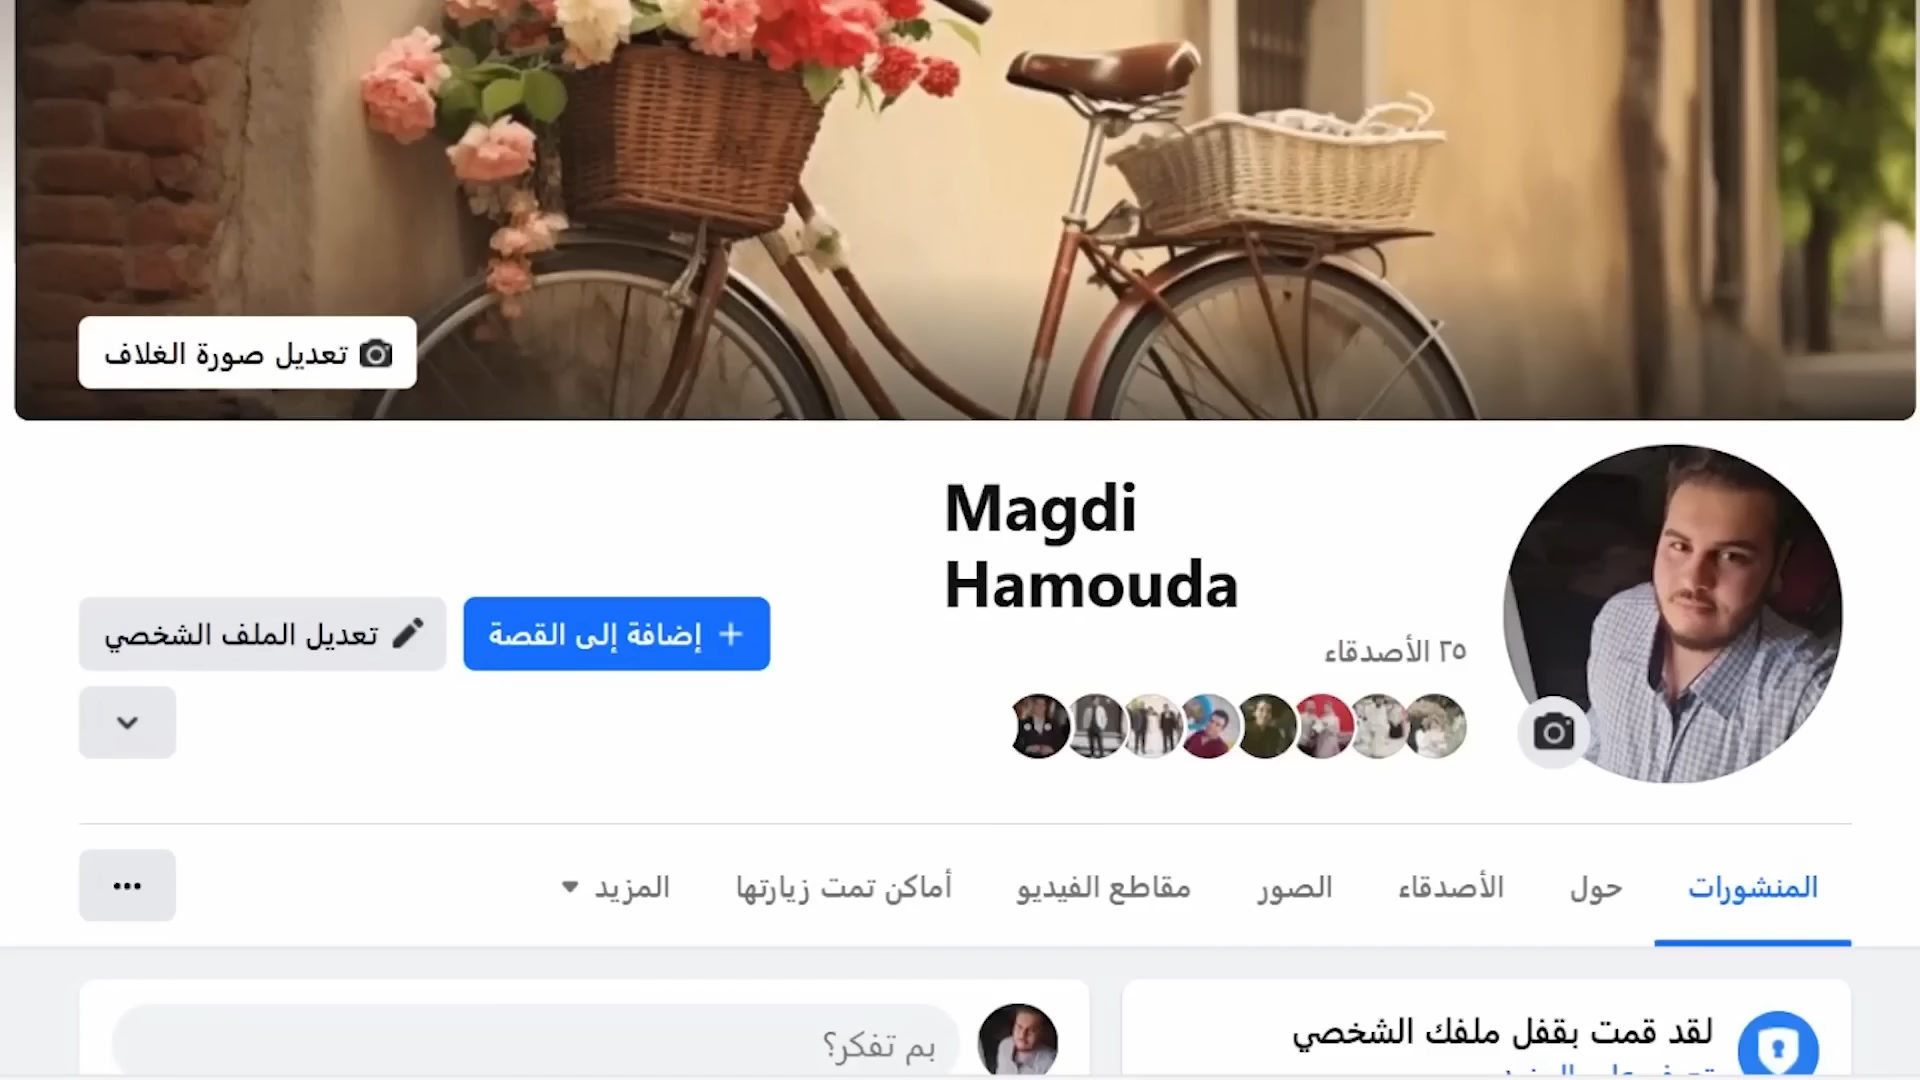 تعديل صورة الغلاف
Magdi
Hamouda
٢٥ الأصدقاء
إضافة إلى القصة
تعديل الملف الشخصي
المنشورات
حول
الأصدقاء
الصور
مقاطع الفيديو
أماكن تمت زيارتها
المزيد
لقد قمت بقفل ملفك الشخصي
بم تفكر؟